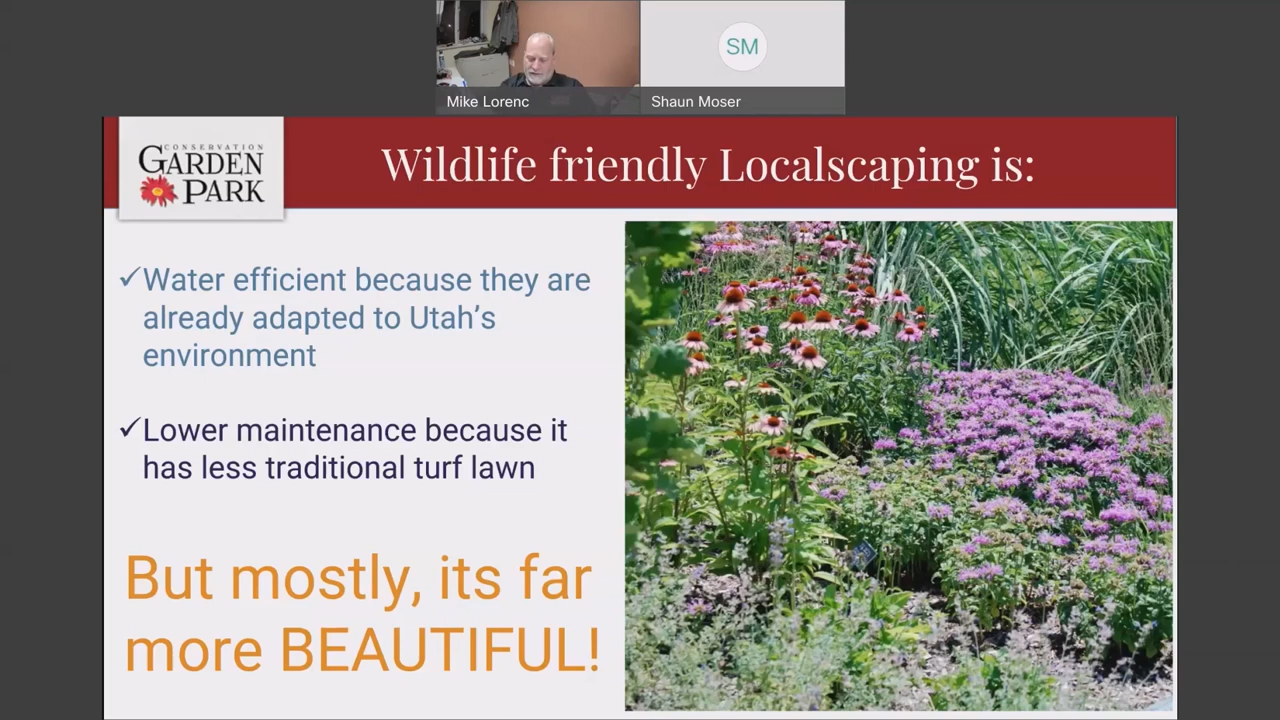 SM
Mike Lorenc
Shaun Moser
CONSERVATION
GARDEN
PARK
Wildlife friendly Localscaping is:
✓Water efficient because they are
already adapted to Utah's
environment
✓Lower maintenance because it
has less traditional turf lawn
But mostly, its far
more BEAUTIFUL!